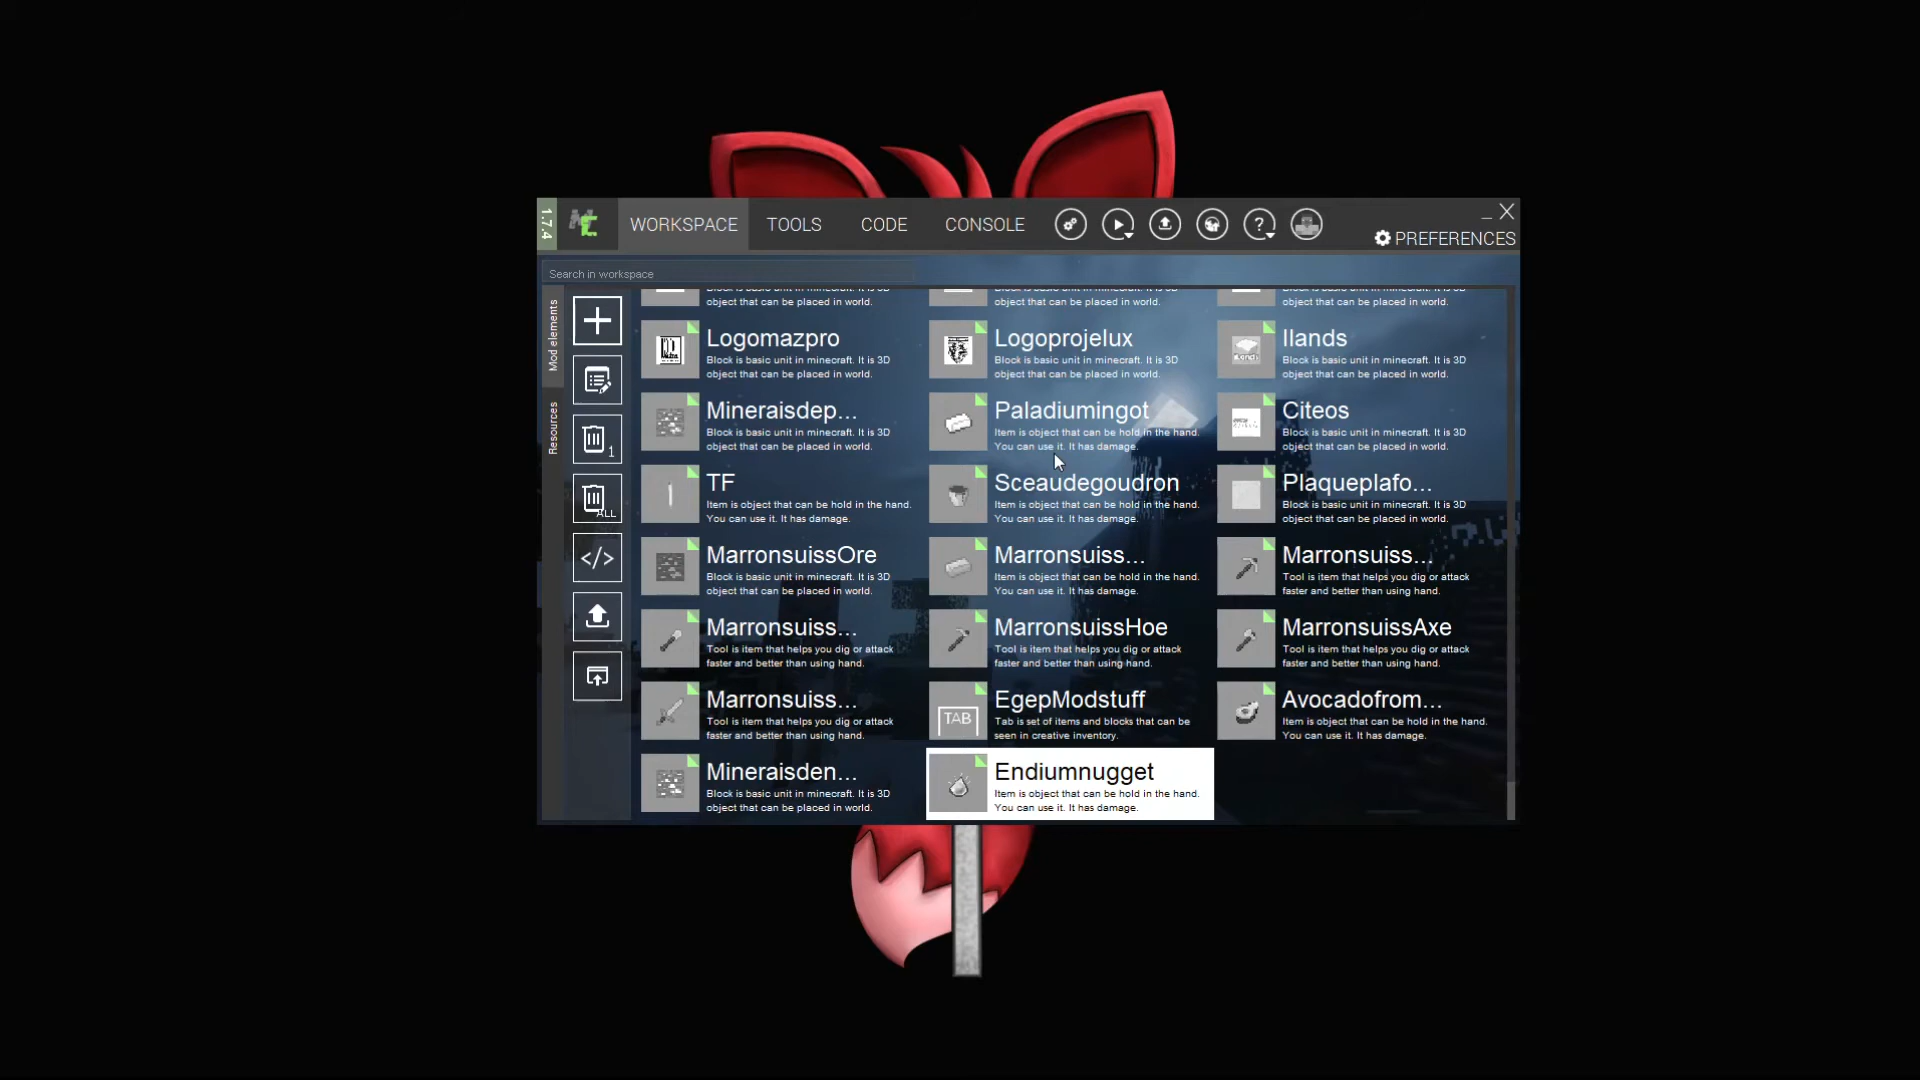 1.7.4
WORKSPACE
TOOLS
CODE
CONSOLE
?
PREFERENCES
Search in workspace
Mod elements
Resources
1
ALL
</>
object that can be placed in world.
object that can be placed in world.
object that can be placed in world.
Logomazpro
Block is basic unit in minecraft. It is 3D
object that can be placed in world.
Logoprojelux
Block is basic unit in minecraft. It is 3D
object that can be placed in world.
Ilands
Block is basic unit in minecraft. It is 3D
object that can be placed in world.
Mineraisdep...
Block is basic unit in minecraft. It is 3D
object that can be placed in world.
Paladiumingot
Item is object that can be hold in the hand.
You can use it. It has damage.
Citeos
Block is basic unit in minecraft. It is 3D
object that can be placed in world.
TF
Item is object that can be hold in the hand.
You can use it. It has damage.
Sceaudegoudron
Item is object that can be hold in the hand.
You can use it. It has damage.
Plaqueplafo...
Block is basic unit in minecraft. It is 3D
object that can be placed in world.
MarronsuissOre
Block is basic unit in minecraft. It is 3D
object that can be placed in world.
Marronsuiss...
Item is object that can be hold in the hand.
You can use it. It has damage.
Marronsuiss...
Tool is item that helps you dig or attack
faster and better than using hand.
Marronsuiss...
Tool is item that helps you dig or attack
faster and better than using hand.
MarronsuissHoe
Tool is item that helps you dig or attack
faster and better than using hand.
MarronsuissAxe
Tool is item that helps you dig or attack
faster and better than using hand.
Marronsuiss...
Tool is item that helps you dig or attack
faster and better than using hand.
TAB
EgepModstuff
Tab is set of items and blocks that can be
seen in creative inventory.
Avocadofrom...
Item is object that can be hold in the hand.
You can use it. It has damage.
Mineraisden...
Block is basic unit in minecraft. It is 3D
object that can be placed in world.
Endiumnugget
Item is object that can be hold in the hand.
You can use it. It has damage.